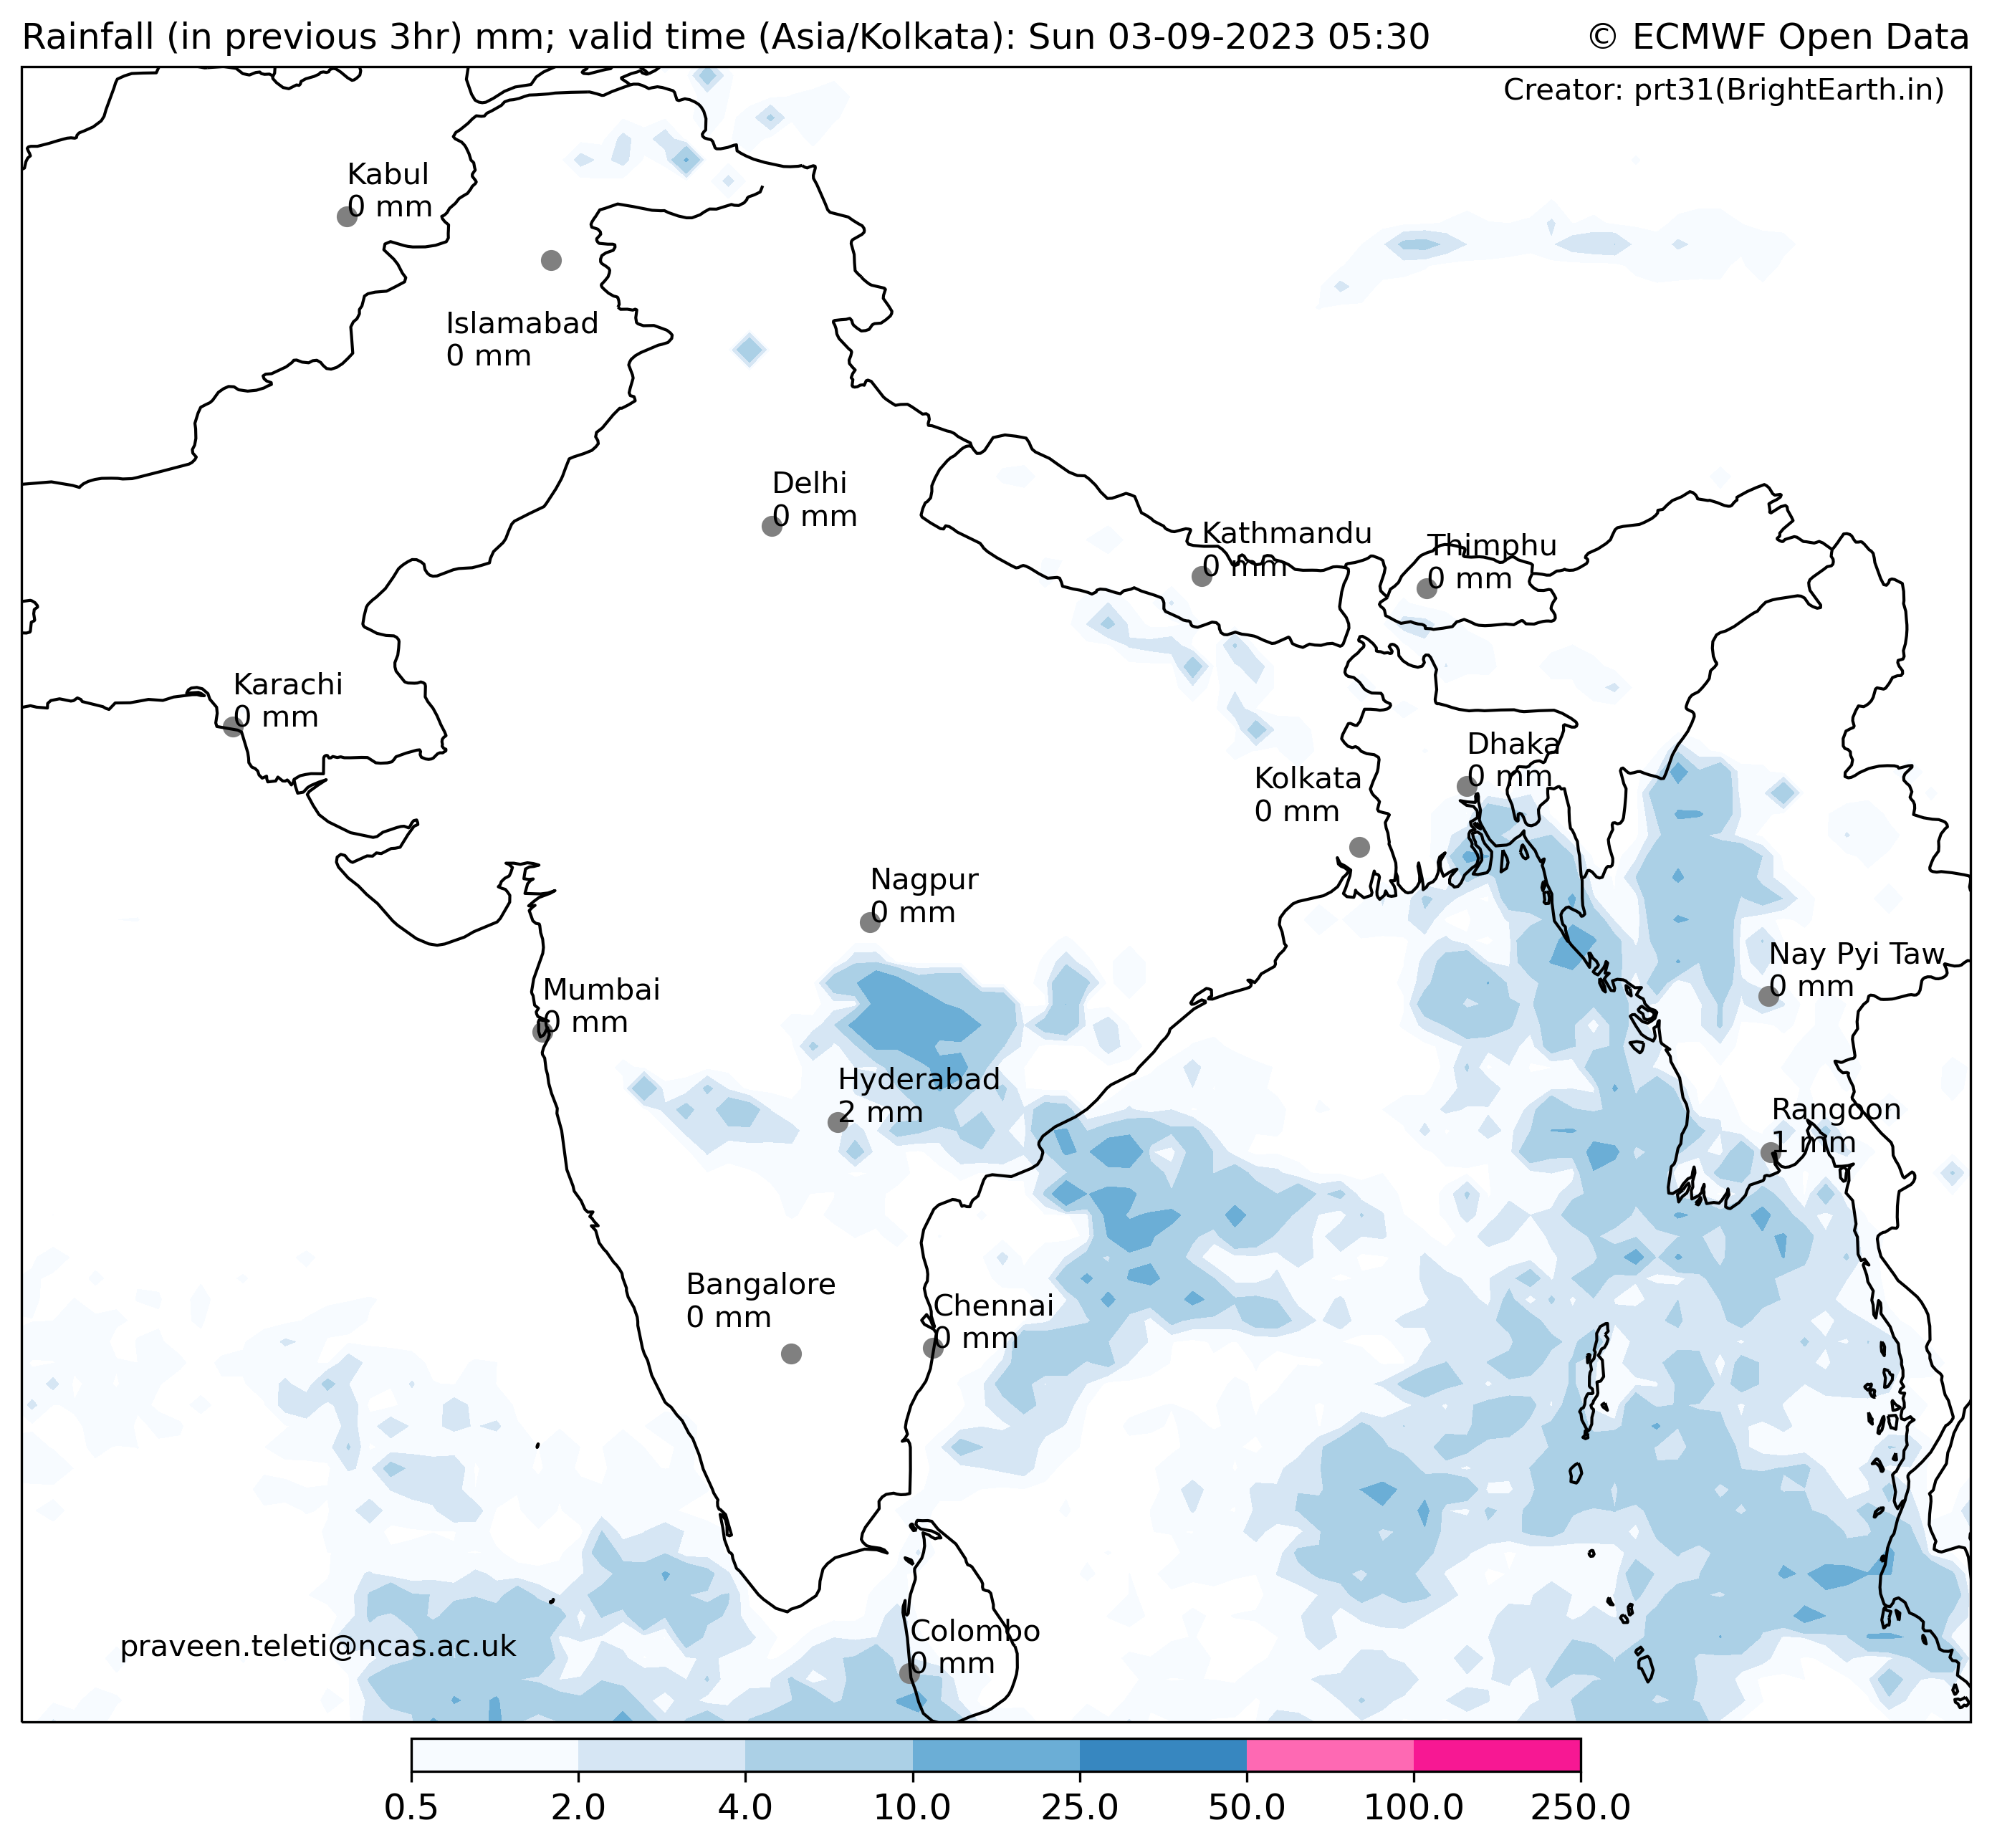 Rainfall (in previous 3hr) mm; valid time (Asia/Kolkata): Sun 03-09-2023 05:30
© ECMWF Open Data
Creator: prt31(BrightEarth.in)
Kabul
0 mm
Islamabad
0 mm
Delhi
0 mm
Kathmandu
0 mm
Thimphu
0 mm
Karachi
0 mm
Dhaka
0 mm
Kolkata
0 mm
Nagpur
0 mm
Nay Pyi Taw
0 mm
Mumbai
0 mm
Hyderabad
2 mm
Rangoon
1 mm
Bangalore
0 mm
Chennai
0 mm
Colombo
0 mm
praveen.teleti@ncas.ac.uk
0.5 2.0 4.0 10.0 25.0 50.0 100.0 250.0